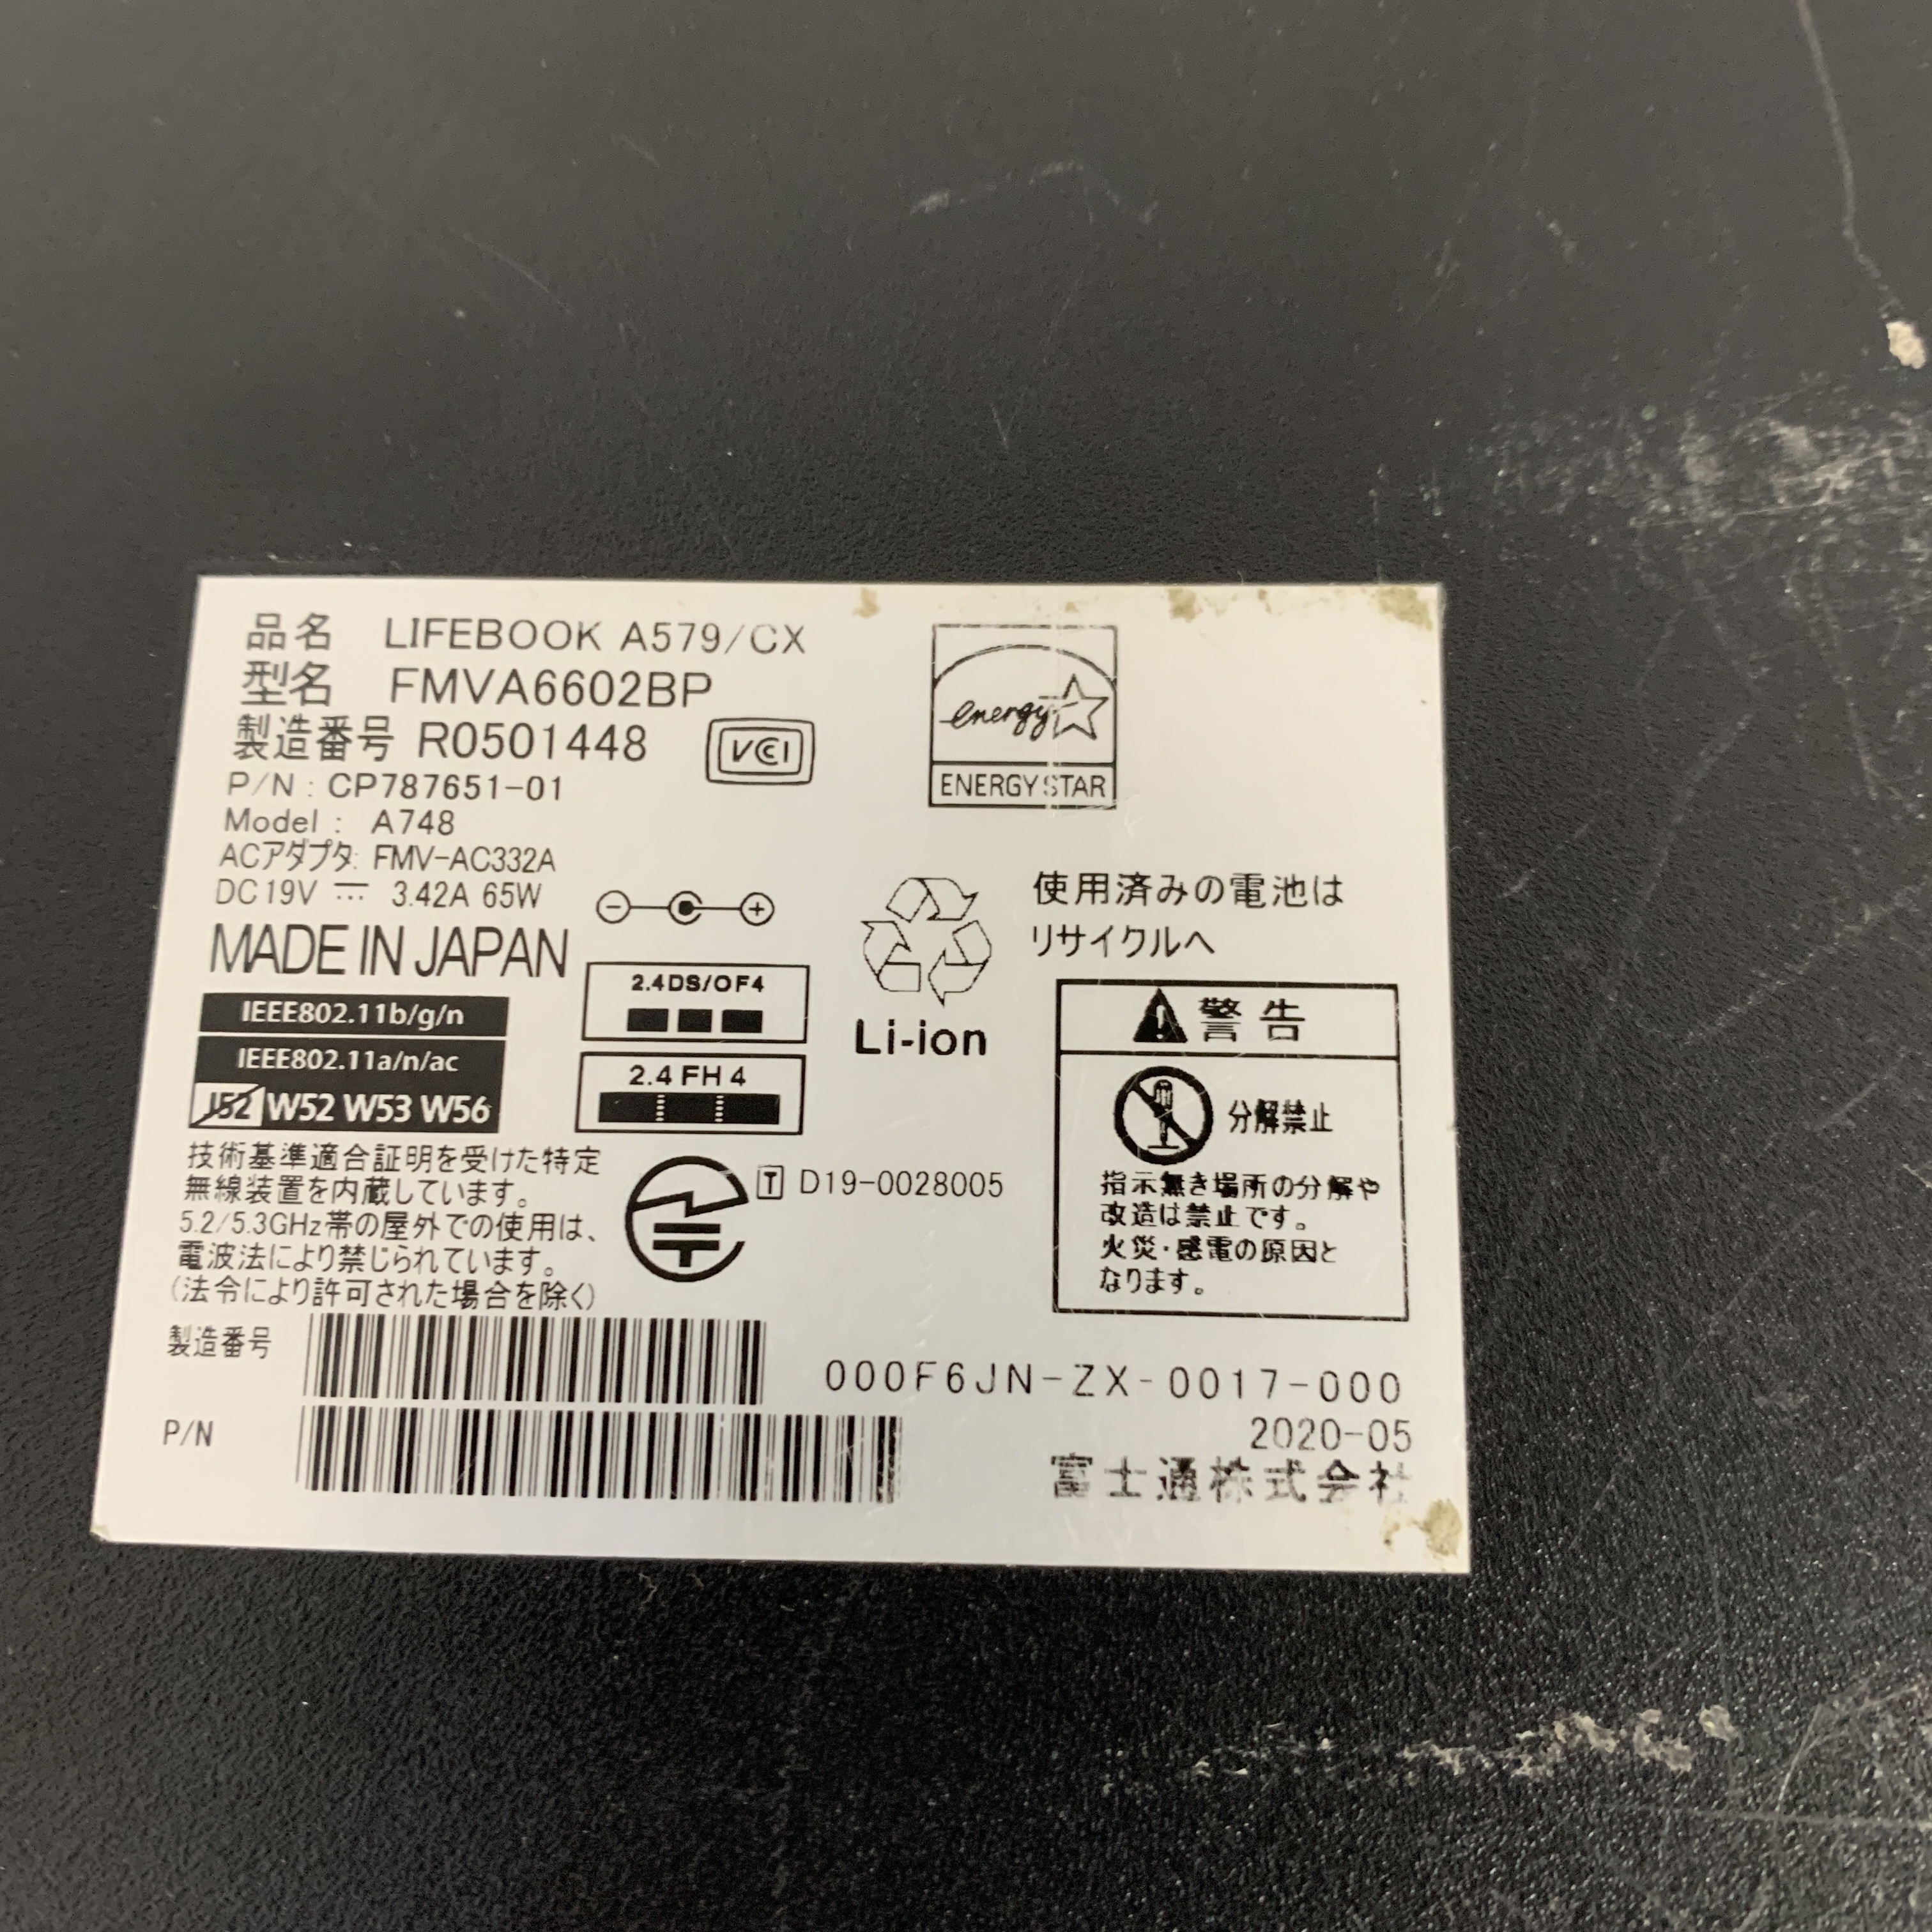 品名 LIFEBOOK A579/CX
型名 FMVA6602BP
製造番号 R0501448
VCCI
P/N : CP787651-01
Model : A748
ACアダプタ: FMV-AC332A
DC19V 3.42A 65W
MADE IN JAPAN
energy
ENERGY STAR
使用済みの電池は
リサイクルへ
Li-ion
2.4DS/OF4
2.4FH4
IEEE802.11b/g/n
IEEE802.11a/n/ac
J52 W52 W53 W56
技術基準適合証明を受けた特定
無線装置を内蔵しています。
5.2/5.3GHz帯の屋外での使用は、
電波法により禁じられています。
(法令により許可された場合を除く)
T D19-0028005
警告
分解禁止
指示無き場所の分解や
改造は禁止です。
火災・感電の原因と
なります。
製造番号
P/N
000F6JN-ZX-0017-000
2020-05
富士通株式会社